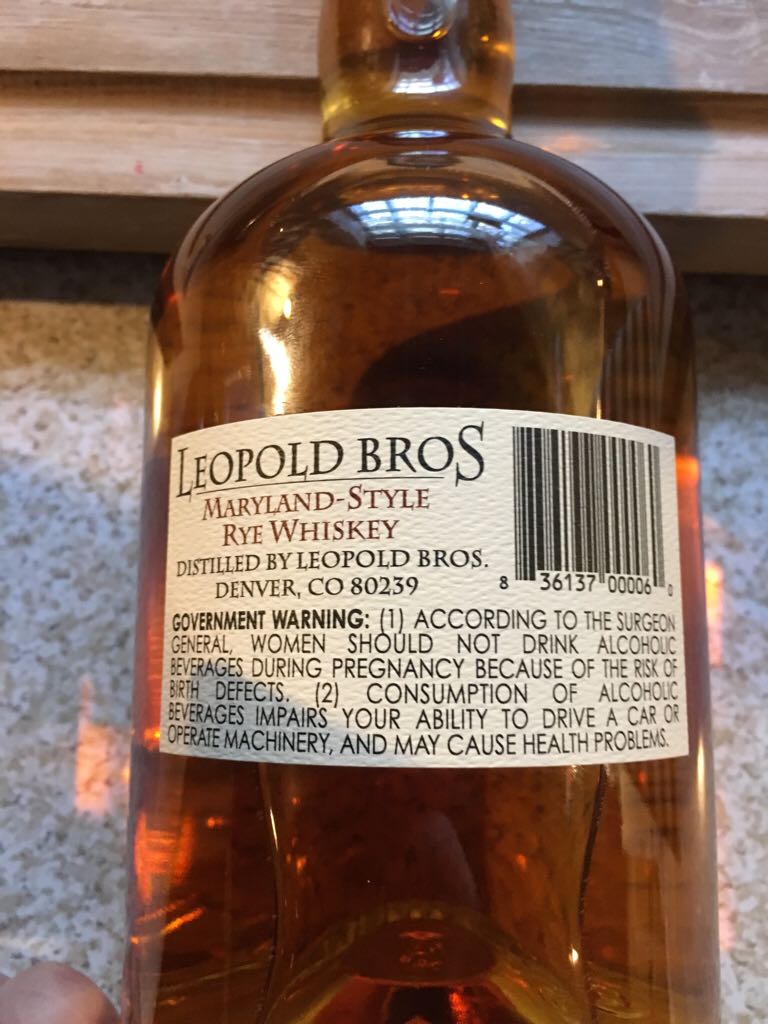 LEOPOLD BROS
MARYLAND-STYLE
RYE WHISKEY
DISTILLED BY LEOPOLD BROS.
DENVER, CO 80239
8 36137 00006 0
GOVERNMENT WARNING: (1) ACCORDING TO THE SURGEON
GENERAL, WOMEN SHOULD NOT DRINK ALCOHOLIC
BEVERAGES DURING PREGNANCY BECAUSE OF THE RISK OF
BIRTH DEFECTS. (2) CONSUMPTION OF ALCOHOLIC
BEVERAGES IMPAIRS YOUR ABILITY TO DRIVE A CAR OR
OPERATE MACHINERY, AND MAY CAUSE HEALTH PROBLEMS.